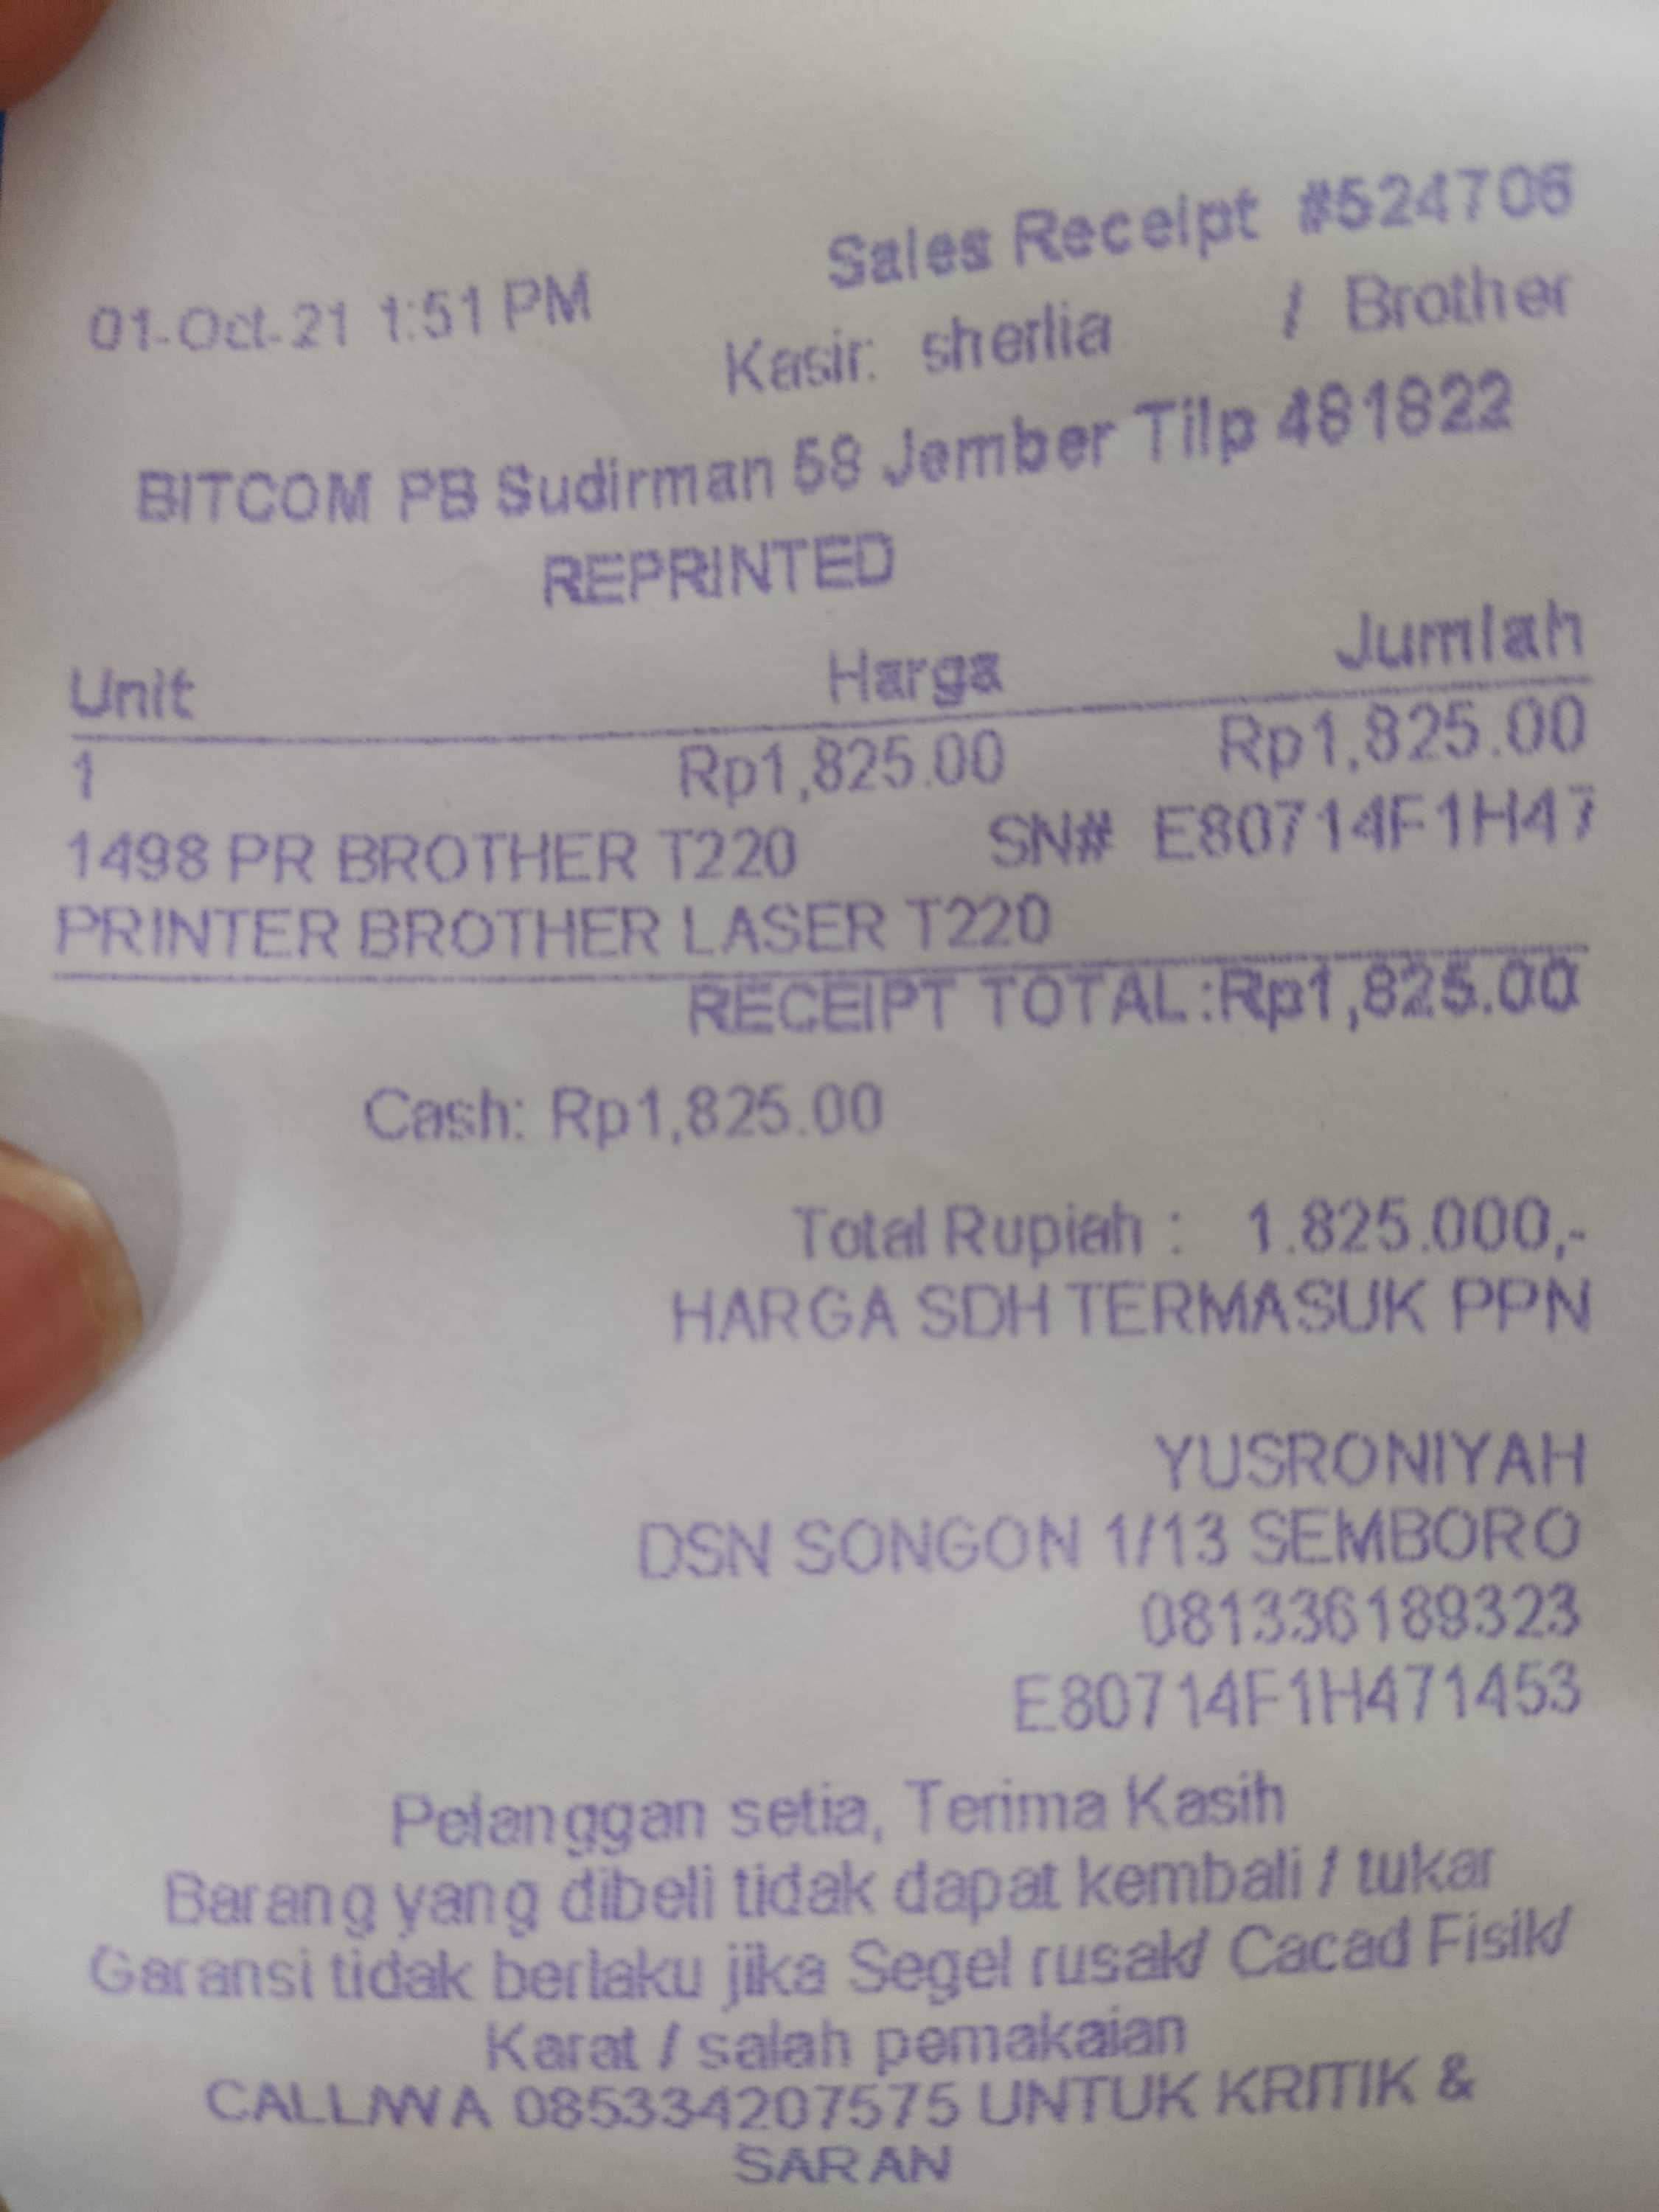 Sales Receipt #524706
01-Oct-21 1:51 PM
Kasir: sherlia / Brother
BITCOM PB Sudirman 58 Jember Tilp 481822
REPRINTED
Unit Harga Jumlah
1 Rp1,825.00 Rp1,825.00
1498 PR BROTHER T220 SN# E80714F1H47
PRINTER BROTHER LASER T220
RECEIPT TOTAL:Rp1,825.00
Cash: Rp1,825.00
Total Rupiah : 1.825.000,-
HARGA SDH TERMASUK PPN
YUSRONIYAH
DSN SONGON 1/13 SEMBORO
081336189323
E80714F1H471453
Pelanggan setia, Terima Kasih
Barang yang dibeli tidak dapat kembali / tukar
Garansi tidak berlaku jika Segel rusak/ Cacad Fisik/
Karat / salah pemakaian
CALL/WA 085334207575 UNTUK KRITIK &
SARAN